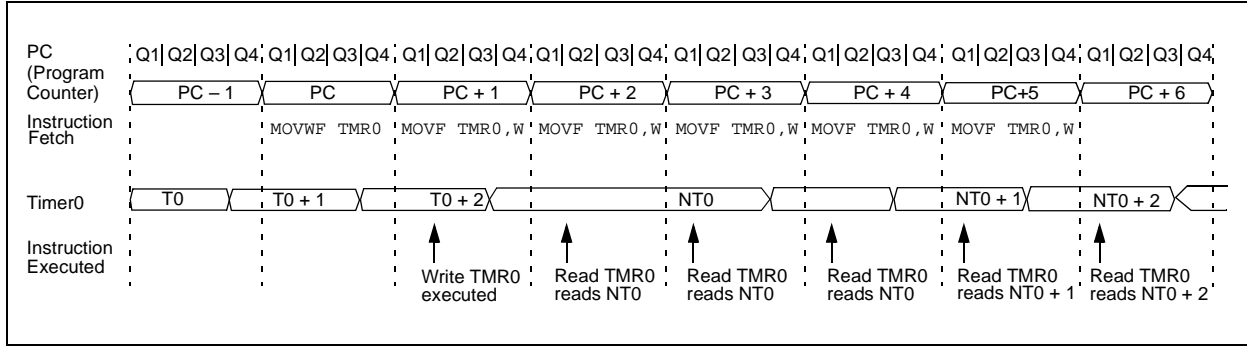 PC
(Program
Counter)
Q1 Q2 Q3 Q4 Q1 Q2 Q3 Q4 Q1 Q2 Q3 Q4 Q1 Q2 Q3 Q4 Q1 Q2 Q3 Q4 Q1 Q2 Q3 Q4 Q1 Q2 Q3 Q4 Q1 Q2 Q3 Q4
PC – 1 PC PC + 1 PC + 2 PC + 3 PC + 4 PC+5 PC + 6
Instruction
Fetch
MOVWF TMR0 MOVF TMR0,W MOVF TMR0,W MOVF TMR0,W MOVF TMR0,W MOVF TMR0,W
Timer0
T0 T0 + 1 T0 + 2 NT0 NT0 + 1 NT0 + 2
Instruction
Executed
Write TMR0
executed
Read TMR0
reads NT0
Read TMR0
reads NT0
Read TMR0
reads NT0
Read TMR0
reads NT0 + 1
Read TMR0
reads NT0 + 2